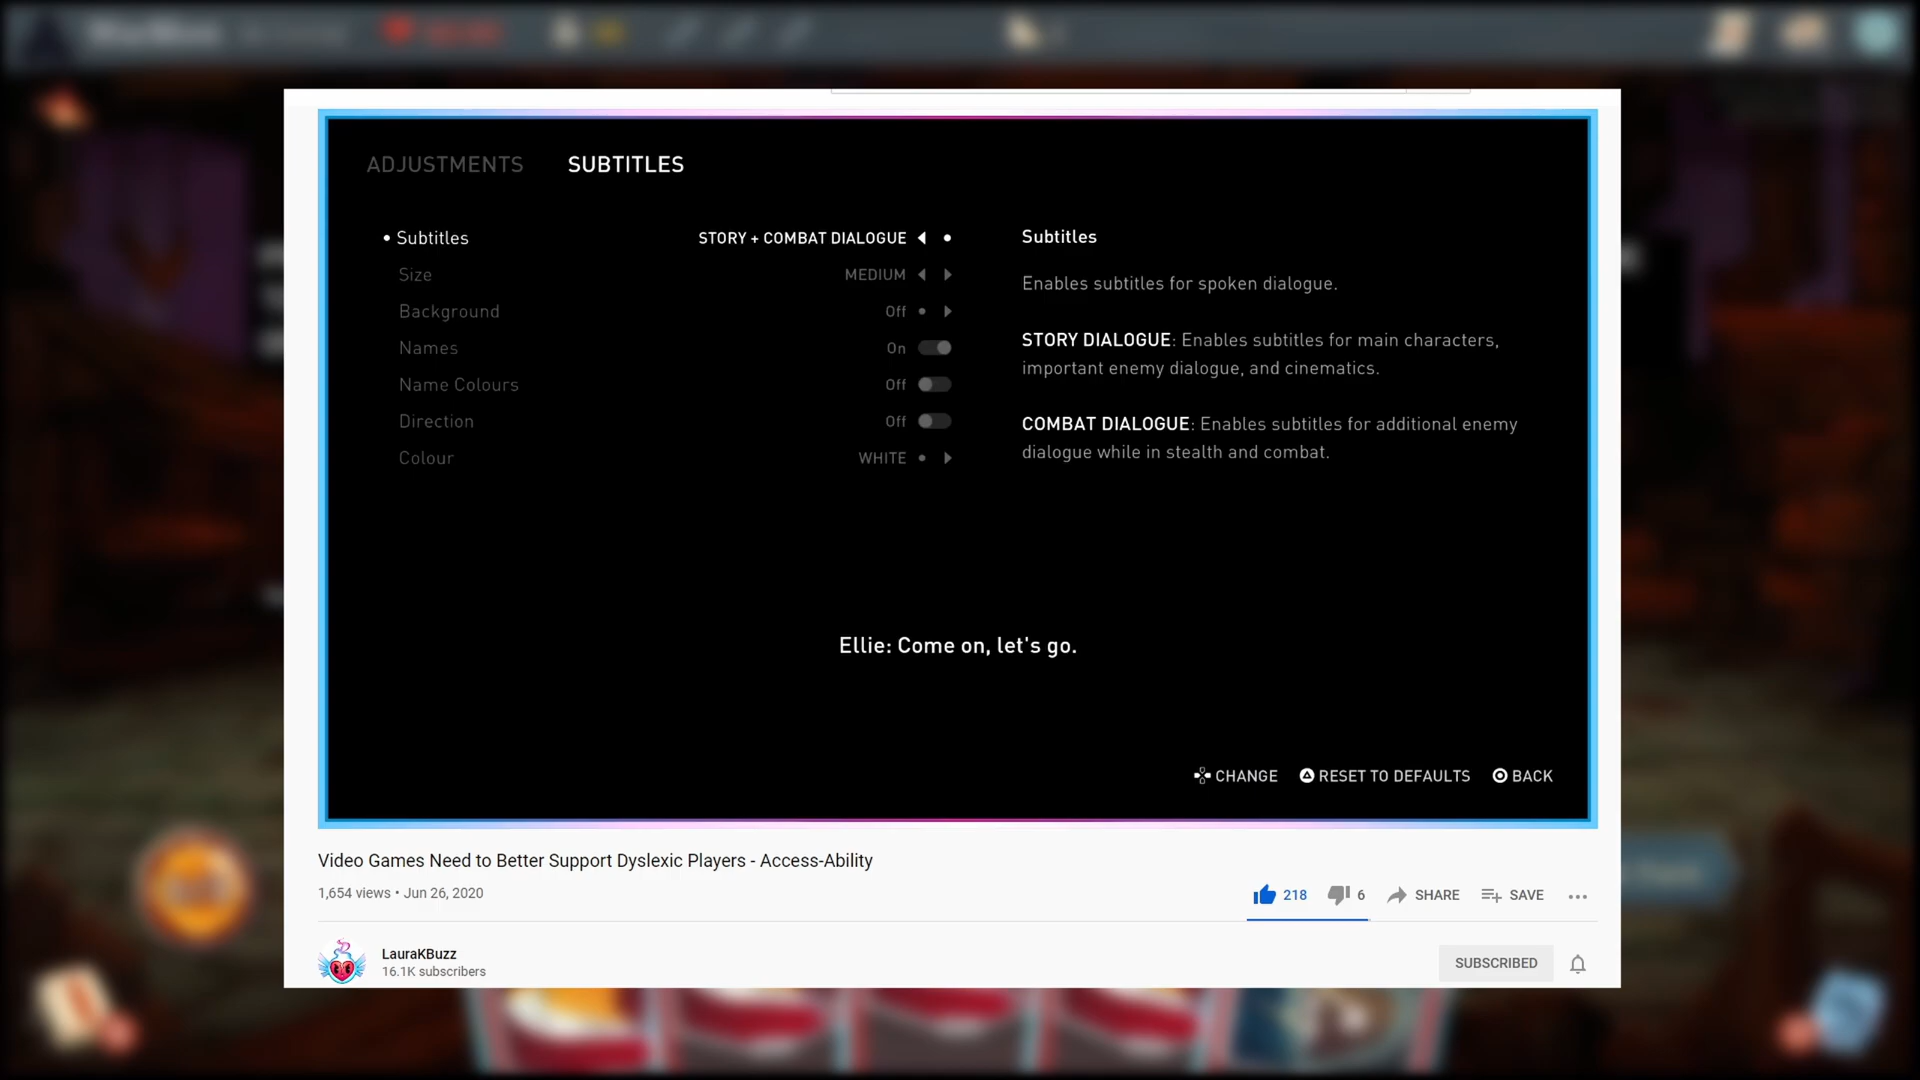 ADJUSTMENTS SUBTITLES
• Subtitles STORY + COMBAT DIALOGUE
Size MEDIUM
Background Off
Names On
Name Colours Off
Direction Off
Colour WHITE
Subtitles
Enables subtitles for spoken dialogue.
STORY DIALOGUE: Enables subtitles for main characters,
important enemy dialogue, and cinematics.
COMBAT DIALOGUE: Enables subtitles for additional enemy
dialogue while in stealth and combat.
Ellie: Come on, let's go.
CHANGE RESET TO DEFAULTS BACK
Video Games Need to Better Support Dyslexic Players - Access-Ability
1,654 views • Jun 26, 2020
218 6 SHARE SAVE
LauraKBuzz
16.1K subscribers
SUBSCRIBED